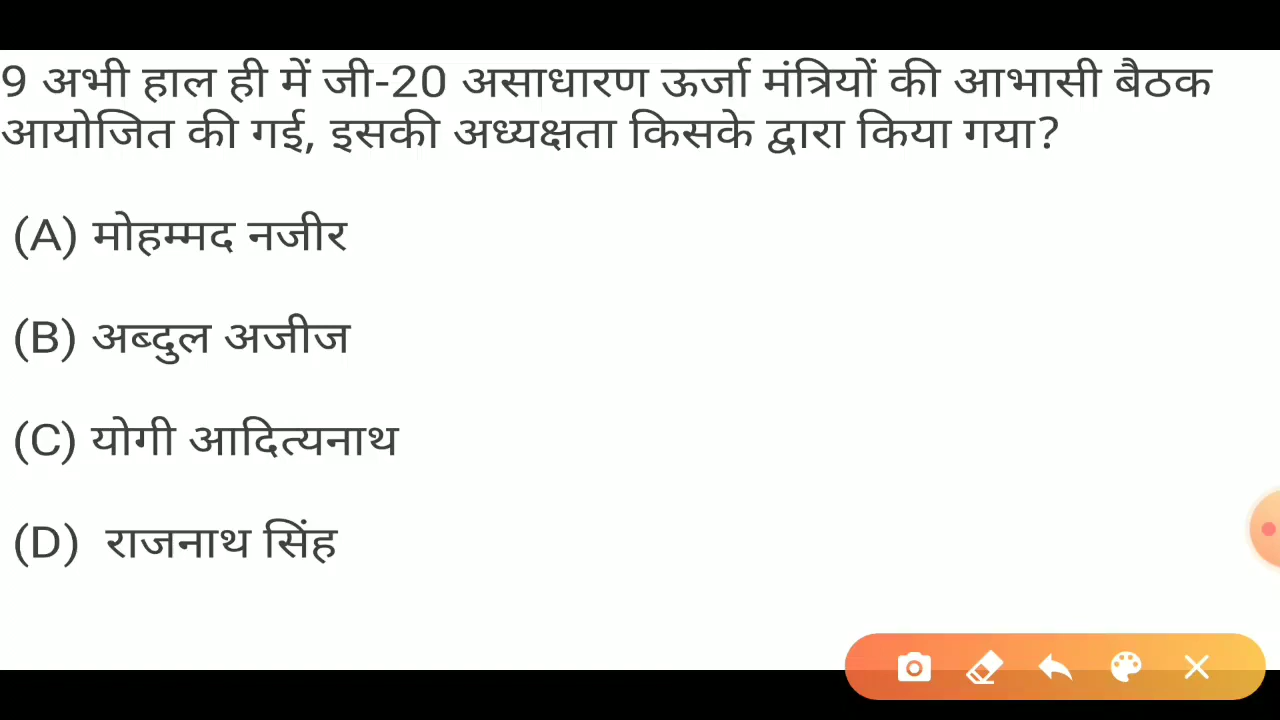 9 अभी हाल ही में जी-20 असाधारण ऊर्जा मंत्रियों की आभासी बैठक
आयोजित की गई, इसकी अध्यक्षता किसके द्वारा किया गया?
(A) मोहम्मद नजीर
(B) अब्दुल अजीज
(C) योगी आदित्यनाथ
(D) राजनाथ सिंह